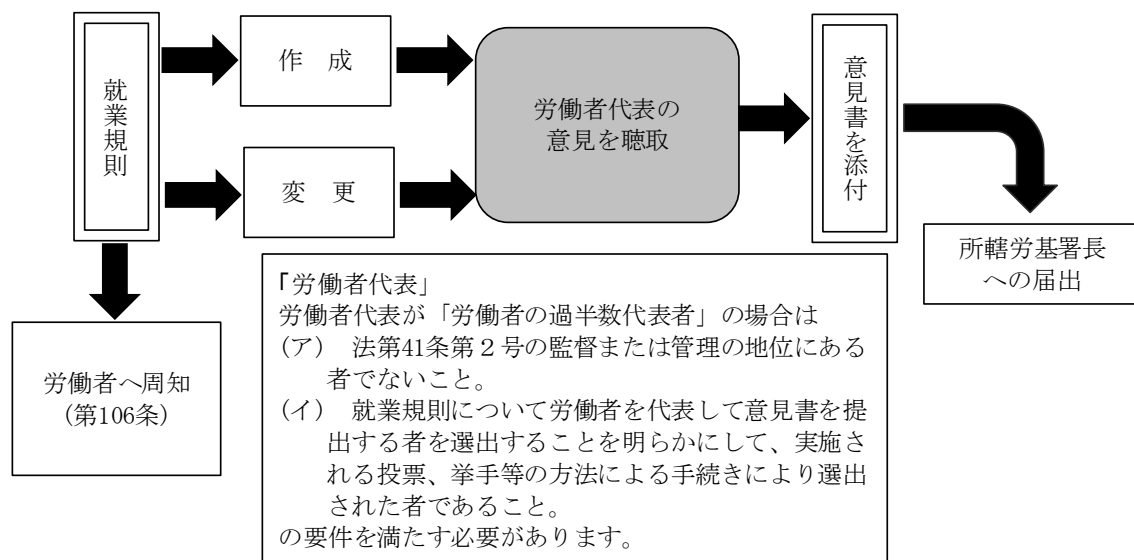 就業規則
作　成
変　更
労働者代表の
意見を聴取
意見書を添付
所轄労基署長
への届出
労働者へ周知
(第106条)
「労働者代表」
労働者代表が「労働者の過半数代表者」の場合は
(ア)　法第41条第２号の監督または管理の地位にある
者でないこと。
(イ)　就業規則について労働者を代表して意見書を提
出する者を選出することを明らかにして、実施さ
れる投票、挙手等の方法による手続きにより選出
された者であること。
の要件を満たす必要があります。